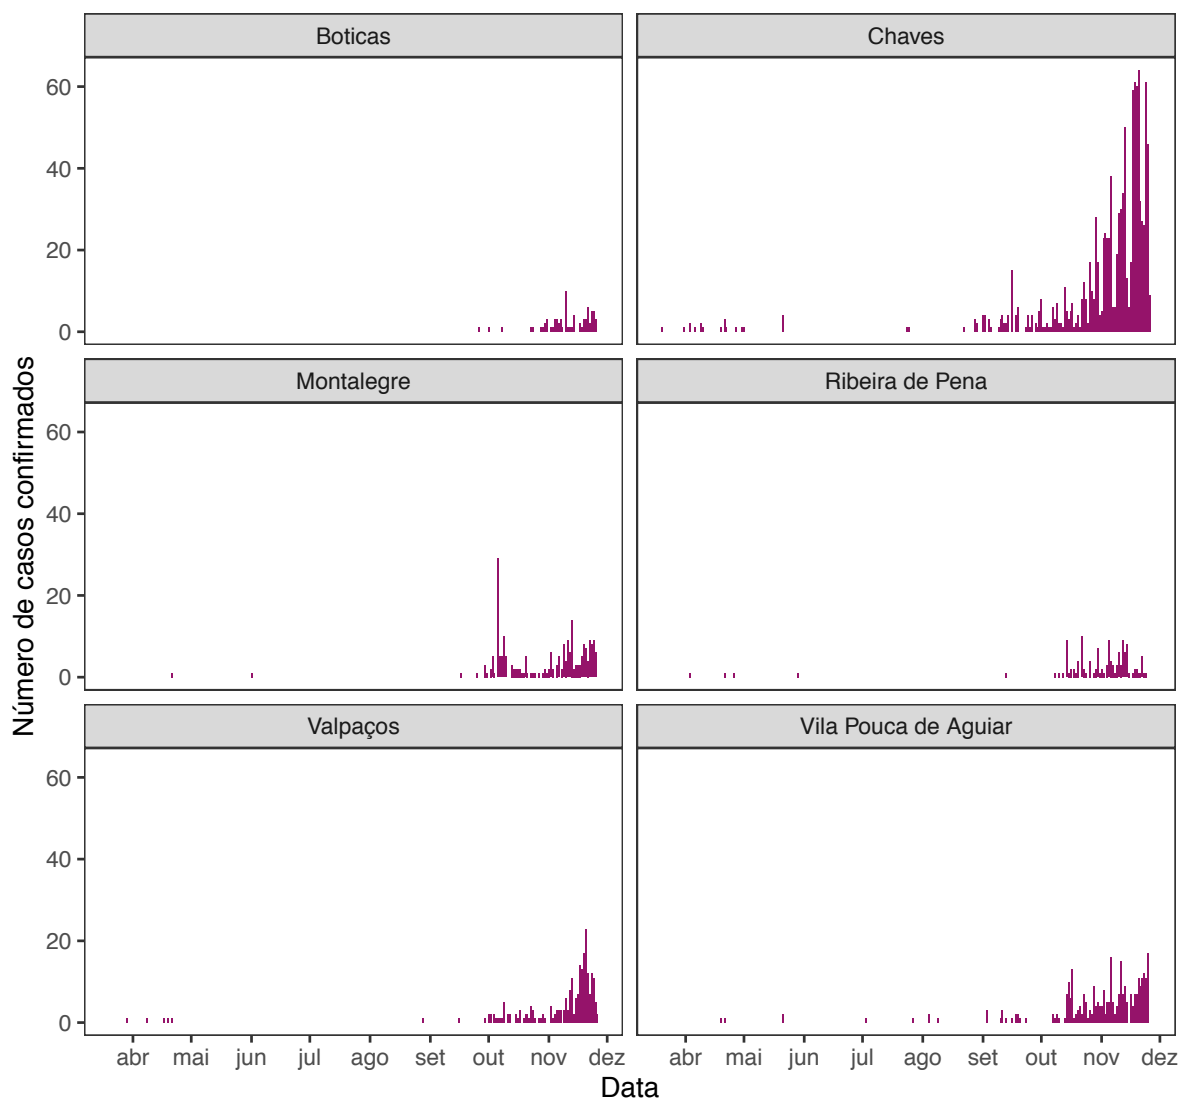 Boticas
Chaves
60
40
20
0
Montalegre
Ribeira de Pena
60
40
20
0
Número de casos confirmados
Valpaços
Vila Pouca de Aguiar
60
40
20
0
abr mai jun jul ago set out nov dez
abr mai jun jul ago set out nov dez
Data